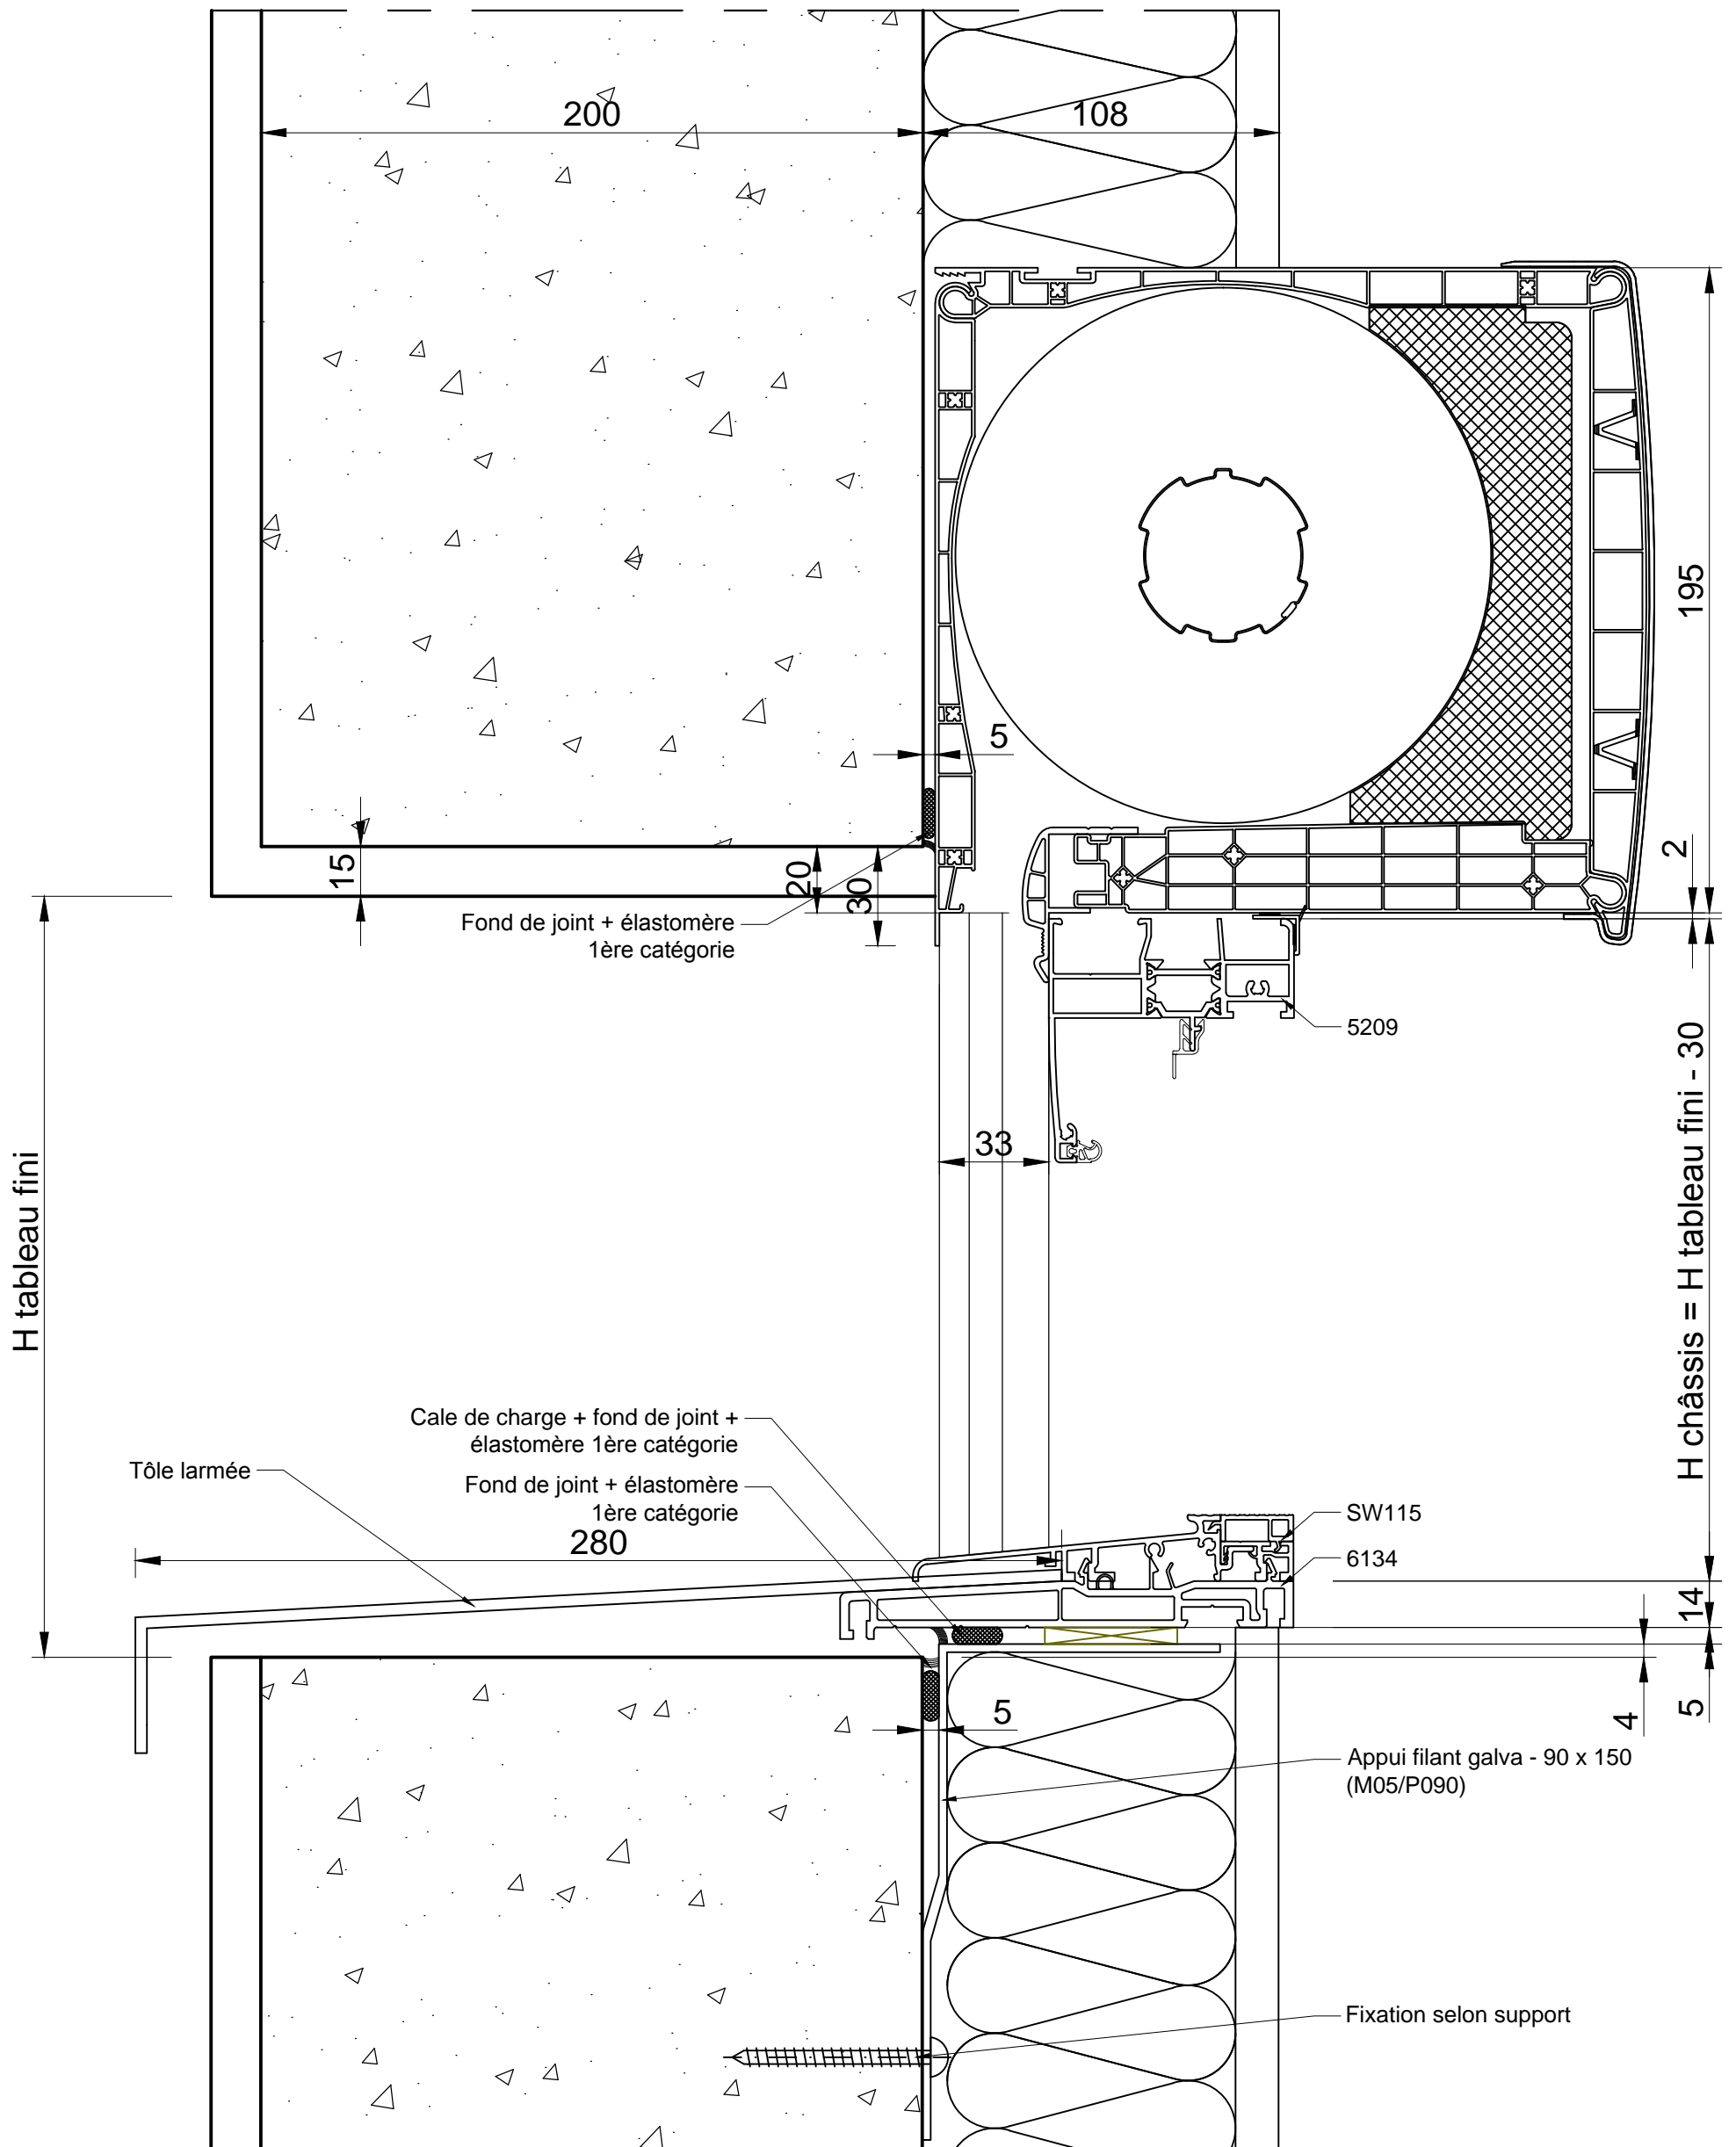 200
108
195
5
15
20
30
2
Fond de joint + élastomère
1ère catégorie
5209
33
H tableau fini
H châssis = H tableau fini - 30
Cale de charge + fond de joint +
élastomère 1ère catégorie
Tôle larmée
Fond de joint + élastomère
1ère catégorie
280
SW115
6134
14
5
4
5
Appui filant galva - 90 x 150
(M05/P090)
Fixation selon support